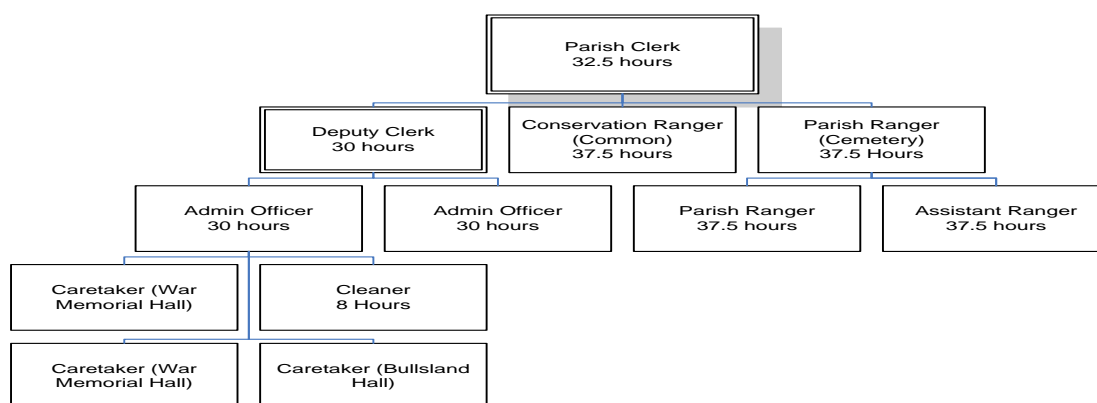 Parish Clerk
32.5 hours
Deputy Clerk
30 hours
Conservation Ranger
(Common)
37.5 hours
Parish Ranger
(Cemetery)
37.5 Hours
Admin Officer
30 hours
Admin Officer
30 hours
Parish Ranger
37.5 hours
Assistant Ranger
37.5 hours
Caretaker (War
Memorial Hall)
Cleaner
8 Hours
Caretaker (War
Memorial Hall)
Caretaker (Bullsland
Hall)